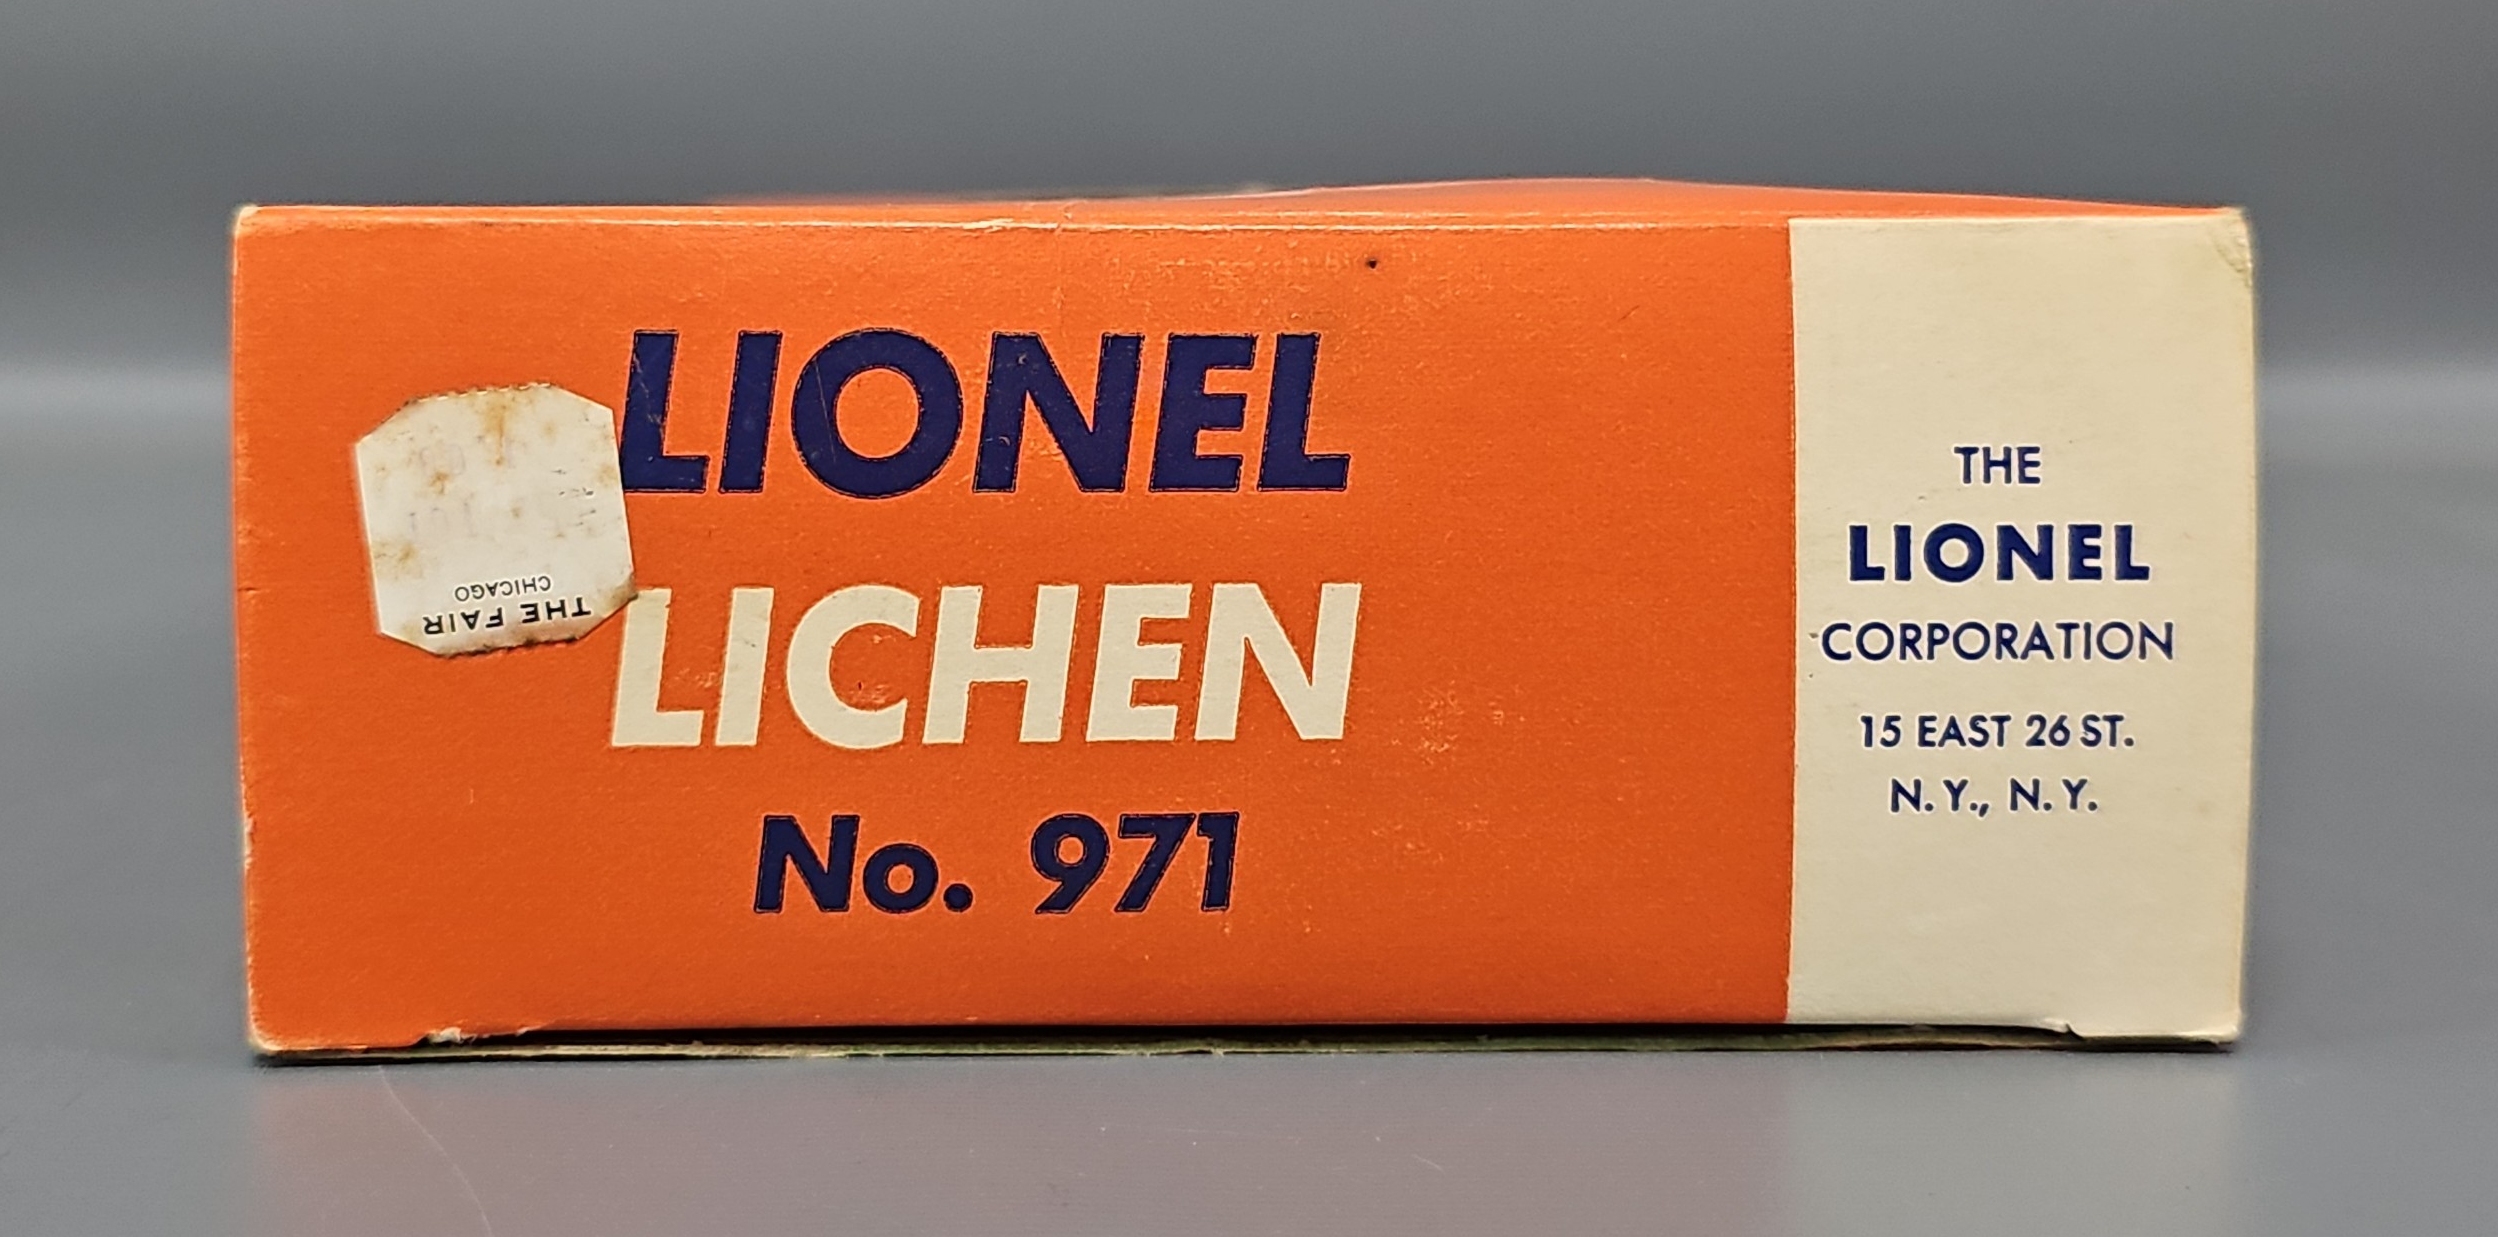 LIONEL
LICHEN
No. 971
THE FAIR
CHICAGO
THE
LIONEL
CORPORATION
15 EAST 26 ST.
N.Y., N.Y.